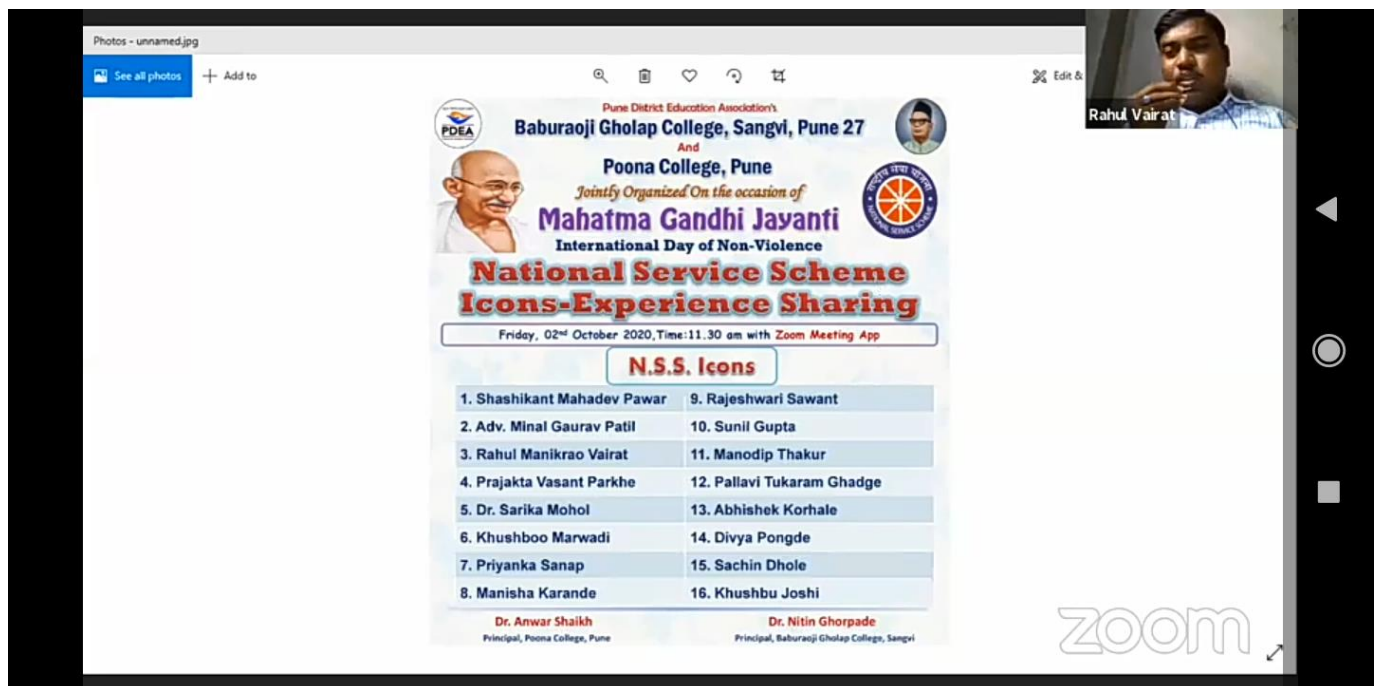 Photos - unnamed.jpg
See all photos
Add to
Edit &
Rahul Vairat
PDEA
Pune District Education Association's
Baburaoji Gholap College, Sangvi, Pune 27
And
Poona College, Pune
Jointly Organized On the occasion of
Mahatma Gandhi Jayanti
International Day of Non-Violence
राष्ट्रीय सेवा योजना
NATIONAL SERVICE SCHEME
National Service Scheme
Icons-Experience Sharing
Friday, 02nd October 2020,Time:11.30 am with Zoom Meeting App
N.S.S. Icons
1. Shashikant Mahadev Pawar
2. Adv. Minal Gaurav Patil
3. Rahul Manikrao Vairat
4. Prajakta Vasant Parkhe
5. Dr. Sarika Mohol
6. Khushboo Marwadi
7. Priyanka Sanap
8. Manisha Karande
9. Rajeshwari Sawant
10. Sunil Gupta
11. Manodip Thakur
12. Pallavi Tukaram Ghadge
13. Abhishek Korhale
14. Divya Pongde
15. Sachin Dhole
16. Khushbu Joshi
Dr. Anwar Shaikh
Principal, Poona College, Pune
Dr. Nitin Ghorpade
Principal, Baburaoji Gholap College, Sangvi
zoom